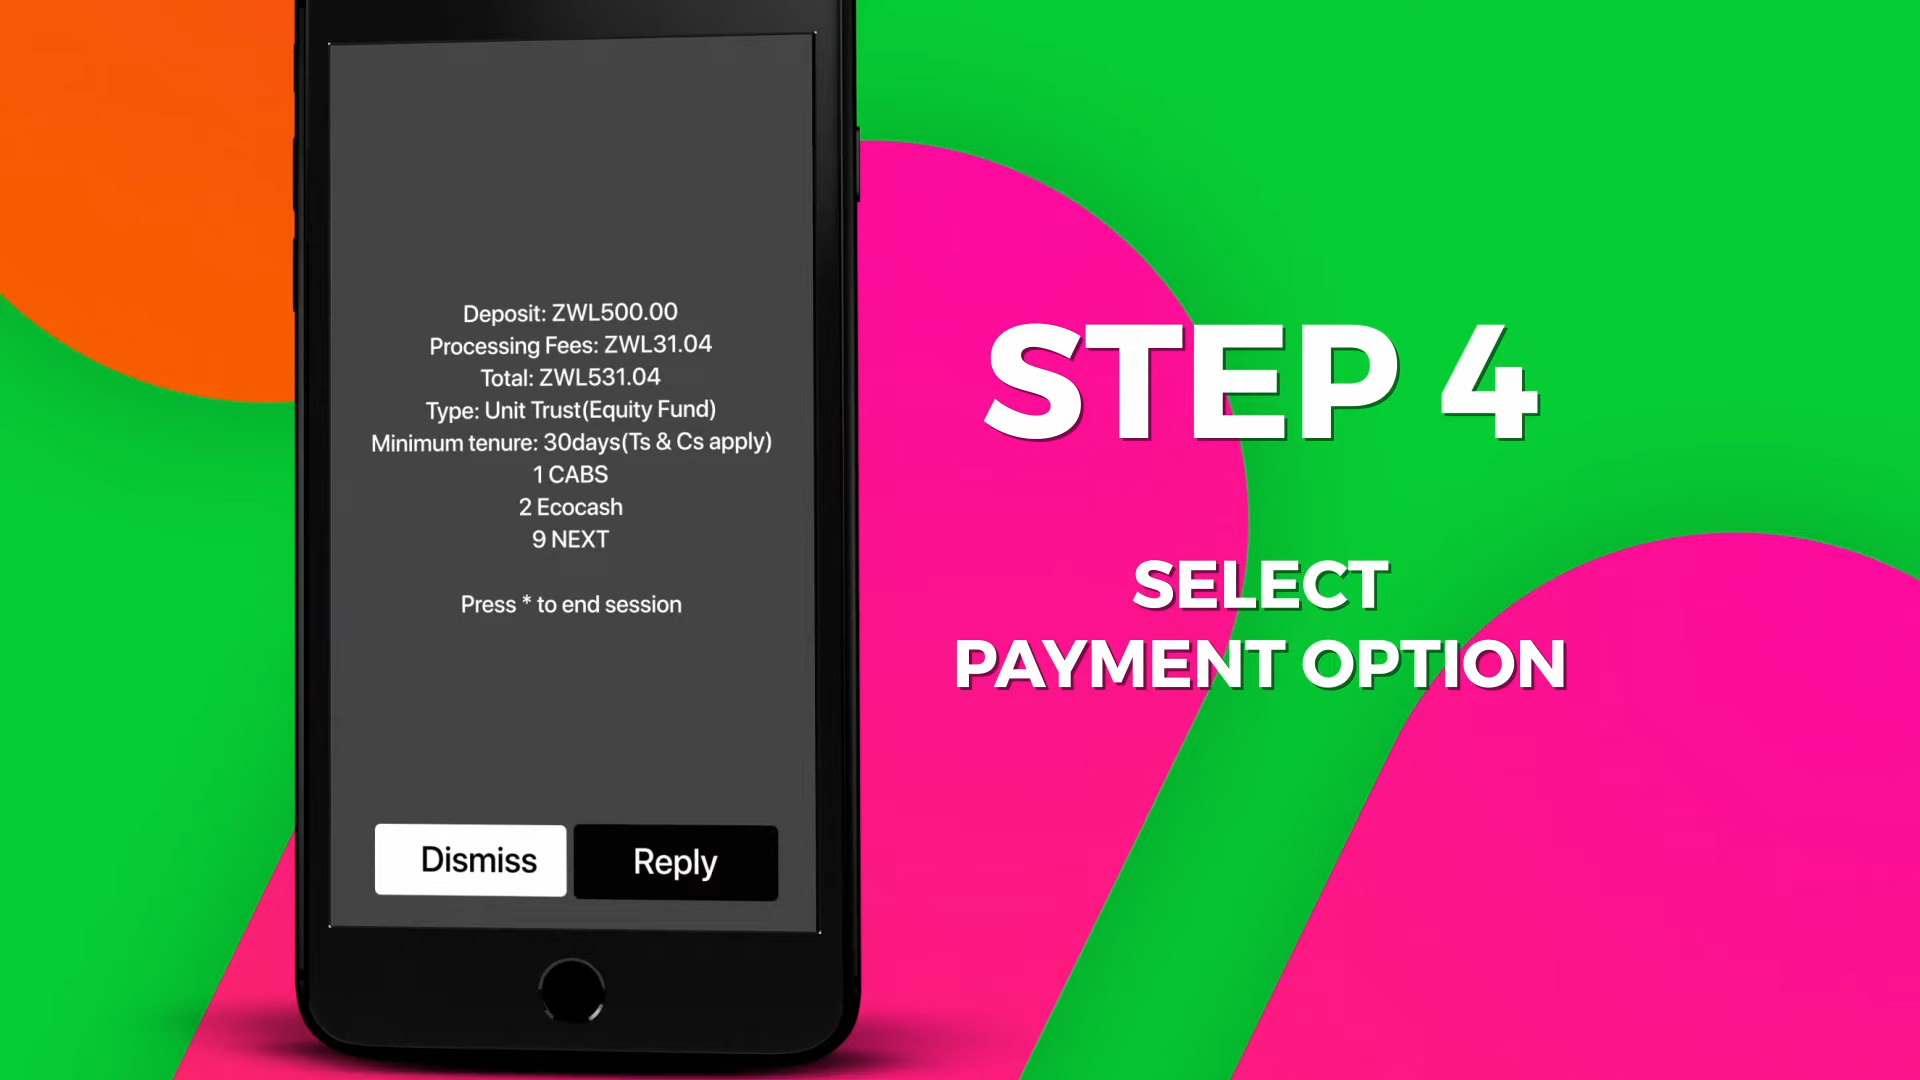 Deposit: ZWL500.00
Processing Fees: ZWL31.04
Total: ZWL531.04
Type: Unit Trust(Equity Fund)
Minimum tenure: 30days(Ts & Cs apply)
1 CABS
2 Ecocash
9 NEXT
Press * to end session
Dismiss
Reply
STEP 4
SELECT
PAYMENT OPTION